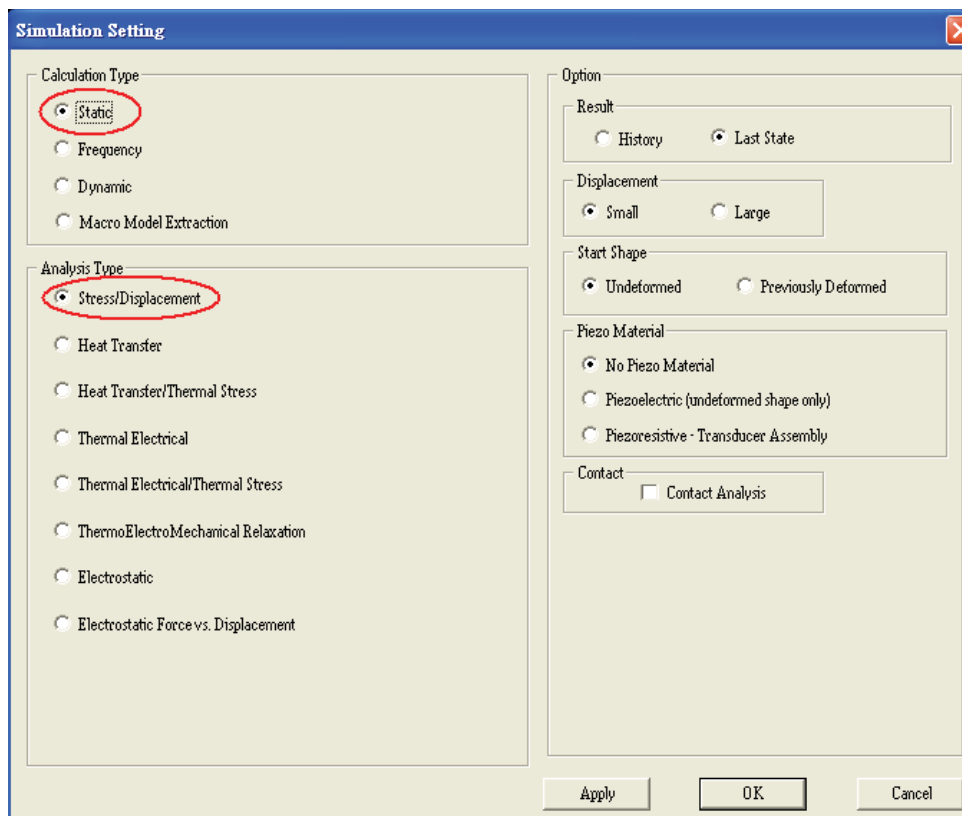 Simulation Setting
Calculation Type
Static
Frequency
Dynamic
Macro Model Extraction
Analysis Type
Stress/Displacement
Heat Transfer
Heat Transfer/Thermal Stress
Thermal Electrical
Thermal Electrical/Thermal Stress
ThermoElectroMechanical Relaxation
Electrostatic
Electrostatic Force vs. Displacement
Option
Result
History Last State
Displacement
Small Large
Start Shape
Undeformed Previously Deformed
Piezo Material
No Piezo Material
Piezoelectric (undeformed shape only)
Piezoresistive - Transducer Assembly
Contact
Contact Analysis
Apply OK Cancel